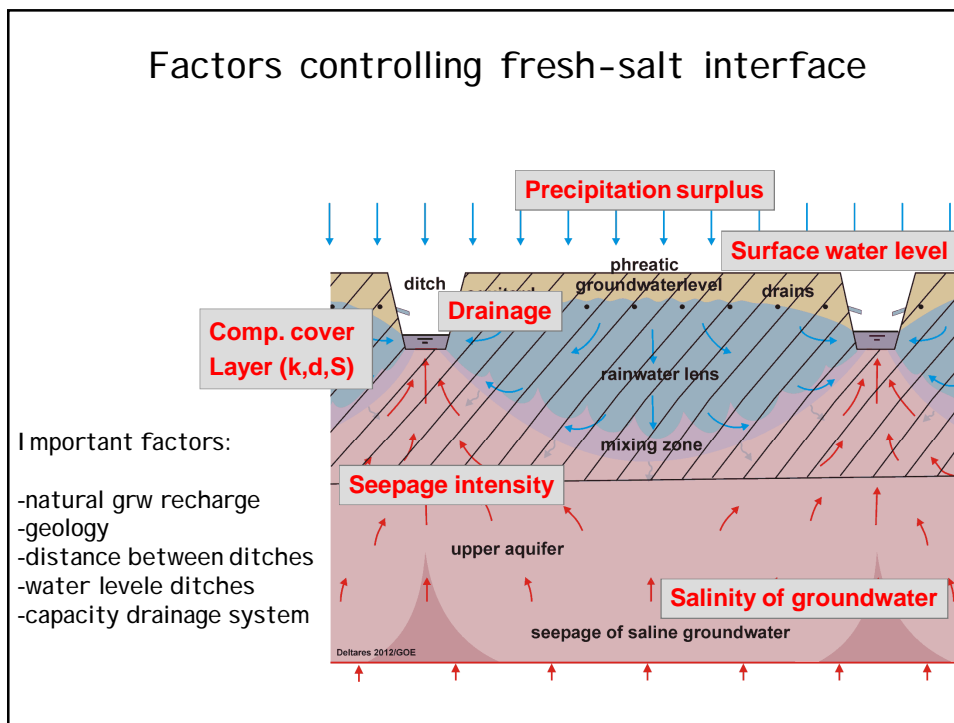 Factors controlling fresh-salt interface
Precipitation surplus
Surface water level
ditch
phreatic
groundwaterlevel
drains
Drainage
Comp. cover
Layer (k,d,S)
rainwater lens
mixing zone
Important factors:
-natural grw recharge
-geology
-distance between ditches
-water levele ditches
-capacity drainage system
Seepage intensity
upper aquifer
Salinity of groundwater
seepage of saline groundwater
Deltares 2012/GOE